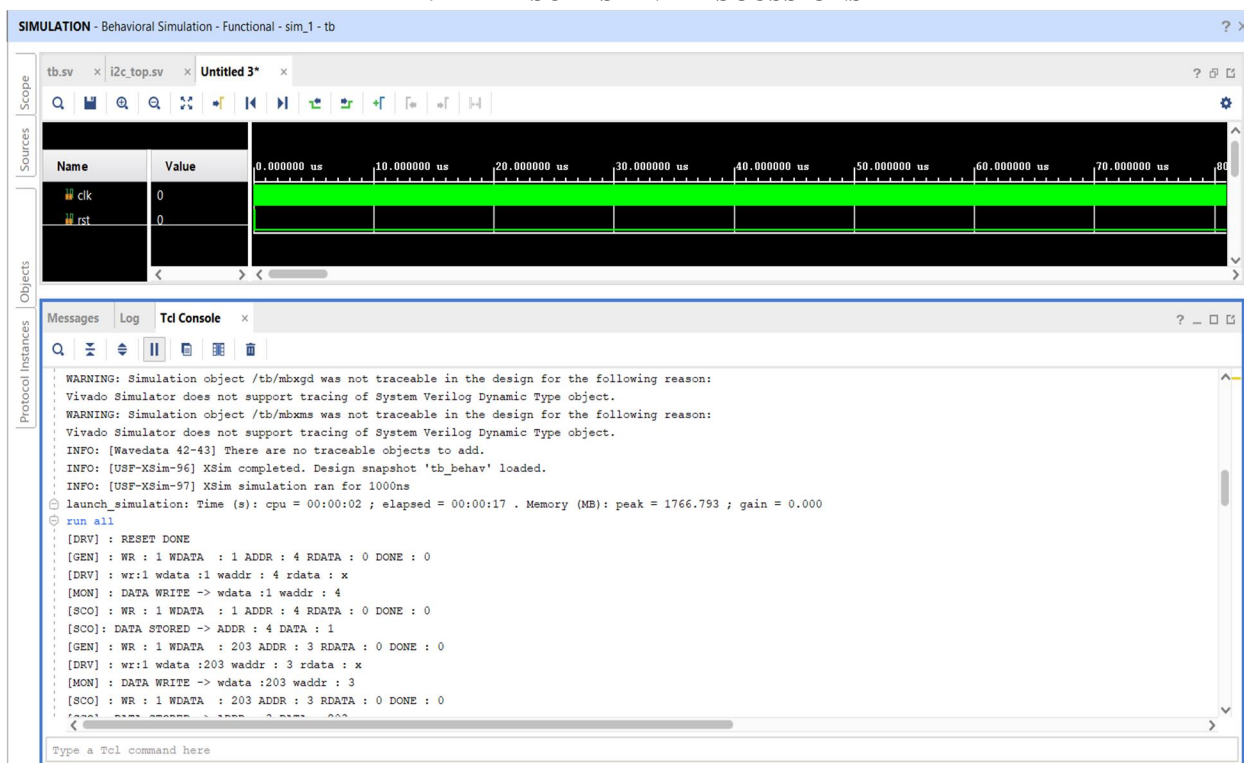 SIMULATION - Behavioral Simulation - Functional - sim_1 - tb
tb.sv × i2c_top.sv × Untitled 3* ×
Scope
Sources
Objects
Protocol Instances
Name Value 0.000000 us 10.000000 us 20.000000 us 30.000000 us 40.000000 us 50.000000 us 60.000000 us 70.000000 us 80
clk 0
rst 0
Messages Log Tcl Console ×
WARNING: Simulation object /tb/mbxgd was not traceable in the design for the following reason:
Vivado Simulator does not support tracing of System Verilog Dynamic Type object.
WARNING: Simulation object /tb/mbxms was not traceable in the design for the following reason:
Vivado Simulator does not support tracing of System Verilog Dynamic Type object.
INFO: [Wavedata 42-43] There are no traceable objects to add.
INFO: [USF-XSim-96] XSim completed. Design snapshot 'tb_behav' loaded.
INFO: [USF-XSim-97] XSim simulation ran for 1000ns
launch_simulation: Time (s): cpu = 00:00:02 ; elapsed = 00:00:17 . Memory (MB): peak = 1766.793 ; gain = 0.000
run all
[DRV] : RESET DONE
[GEN] : WR : 1 WDATA : 1 ADDR : 4 RDATA : 0 DONE : 0
[DRV] : wr:1 wdata :1 waddr : 4 rdata : x
[MON] : DATA WRITE -> wdata :1 waddr : 4
[SCO] : WR : 1 WDATA : 1 ADDR : 4 RDATA : 0 DONE : 0
[SCO]: DATA STORED -> ADDR : 4 DATA : 1
[GEN] : WR : 1 WDATA : 203 ADDR : 3 RDATA : 0 DONE : 0
[DRV] : wr:1 wdata :203 waddr : 3 rdata : x
[MON] : DATA WRITE -> wdata :203 waddr : 3
[SCO] : WR : 1 WDATA : 203 ADDR : 3 RDATA : 0 DONE : 0
Type a Tcl command here